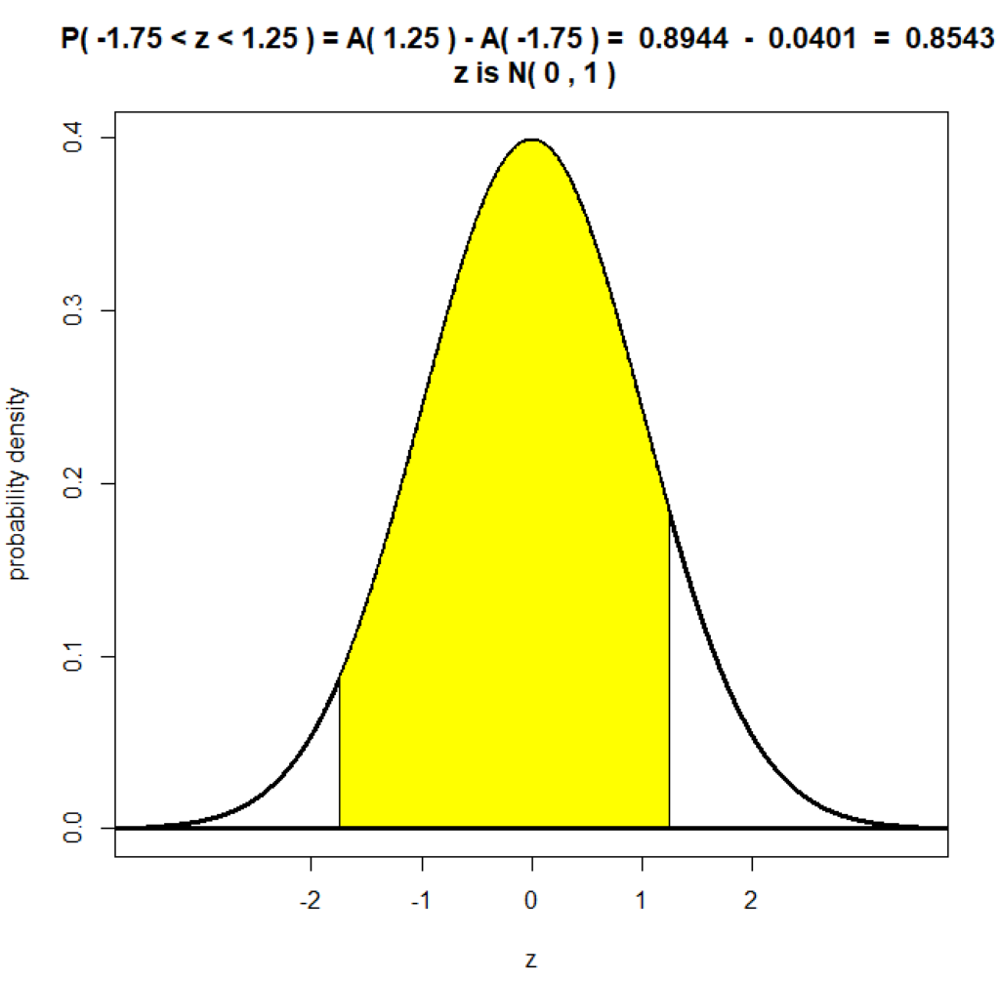 P( -1.75 < z < 1.25 ) = A( 1.25 ) - A( -1.75 ) = 0.8944 - 0.0401 = 0.8543
z is N( 0 , 1 )
probability density
0.4
0.3
0.2
0.1
0.0
-2 -1 0 1 2
z